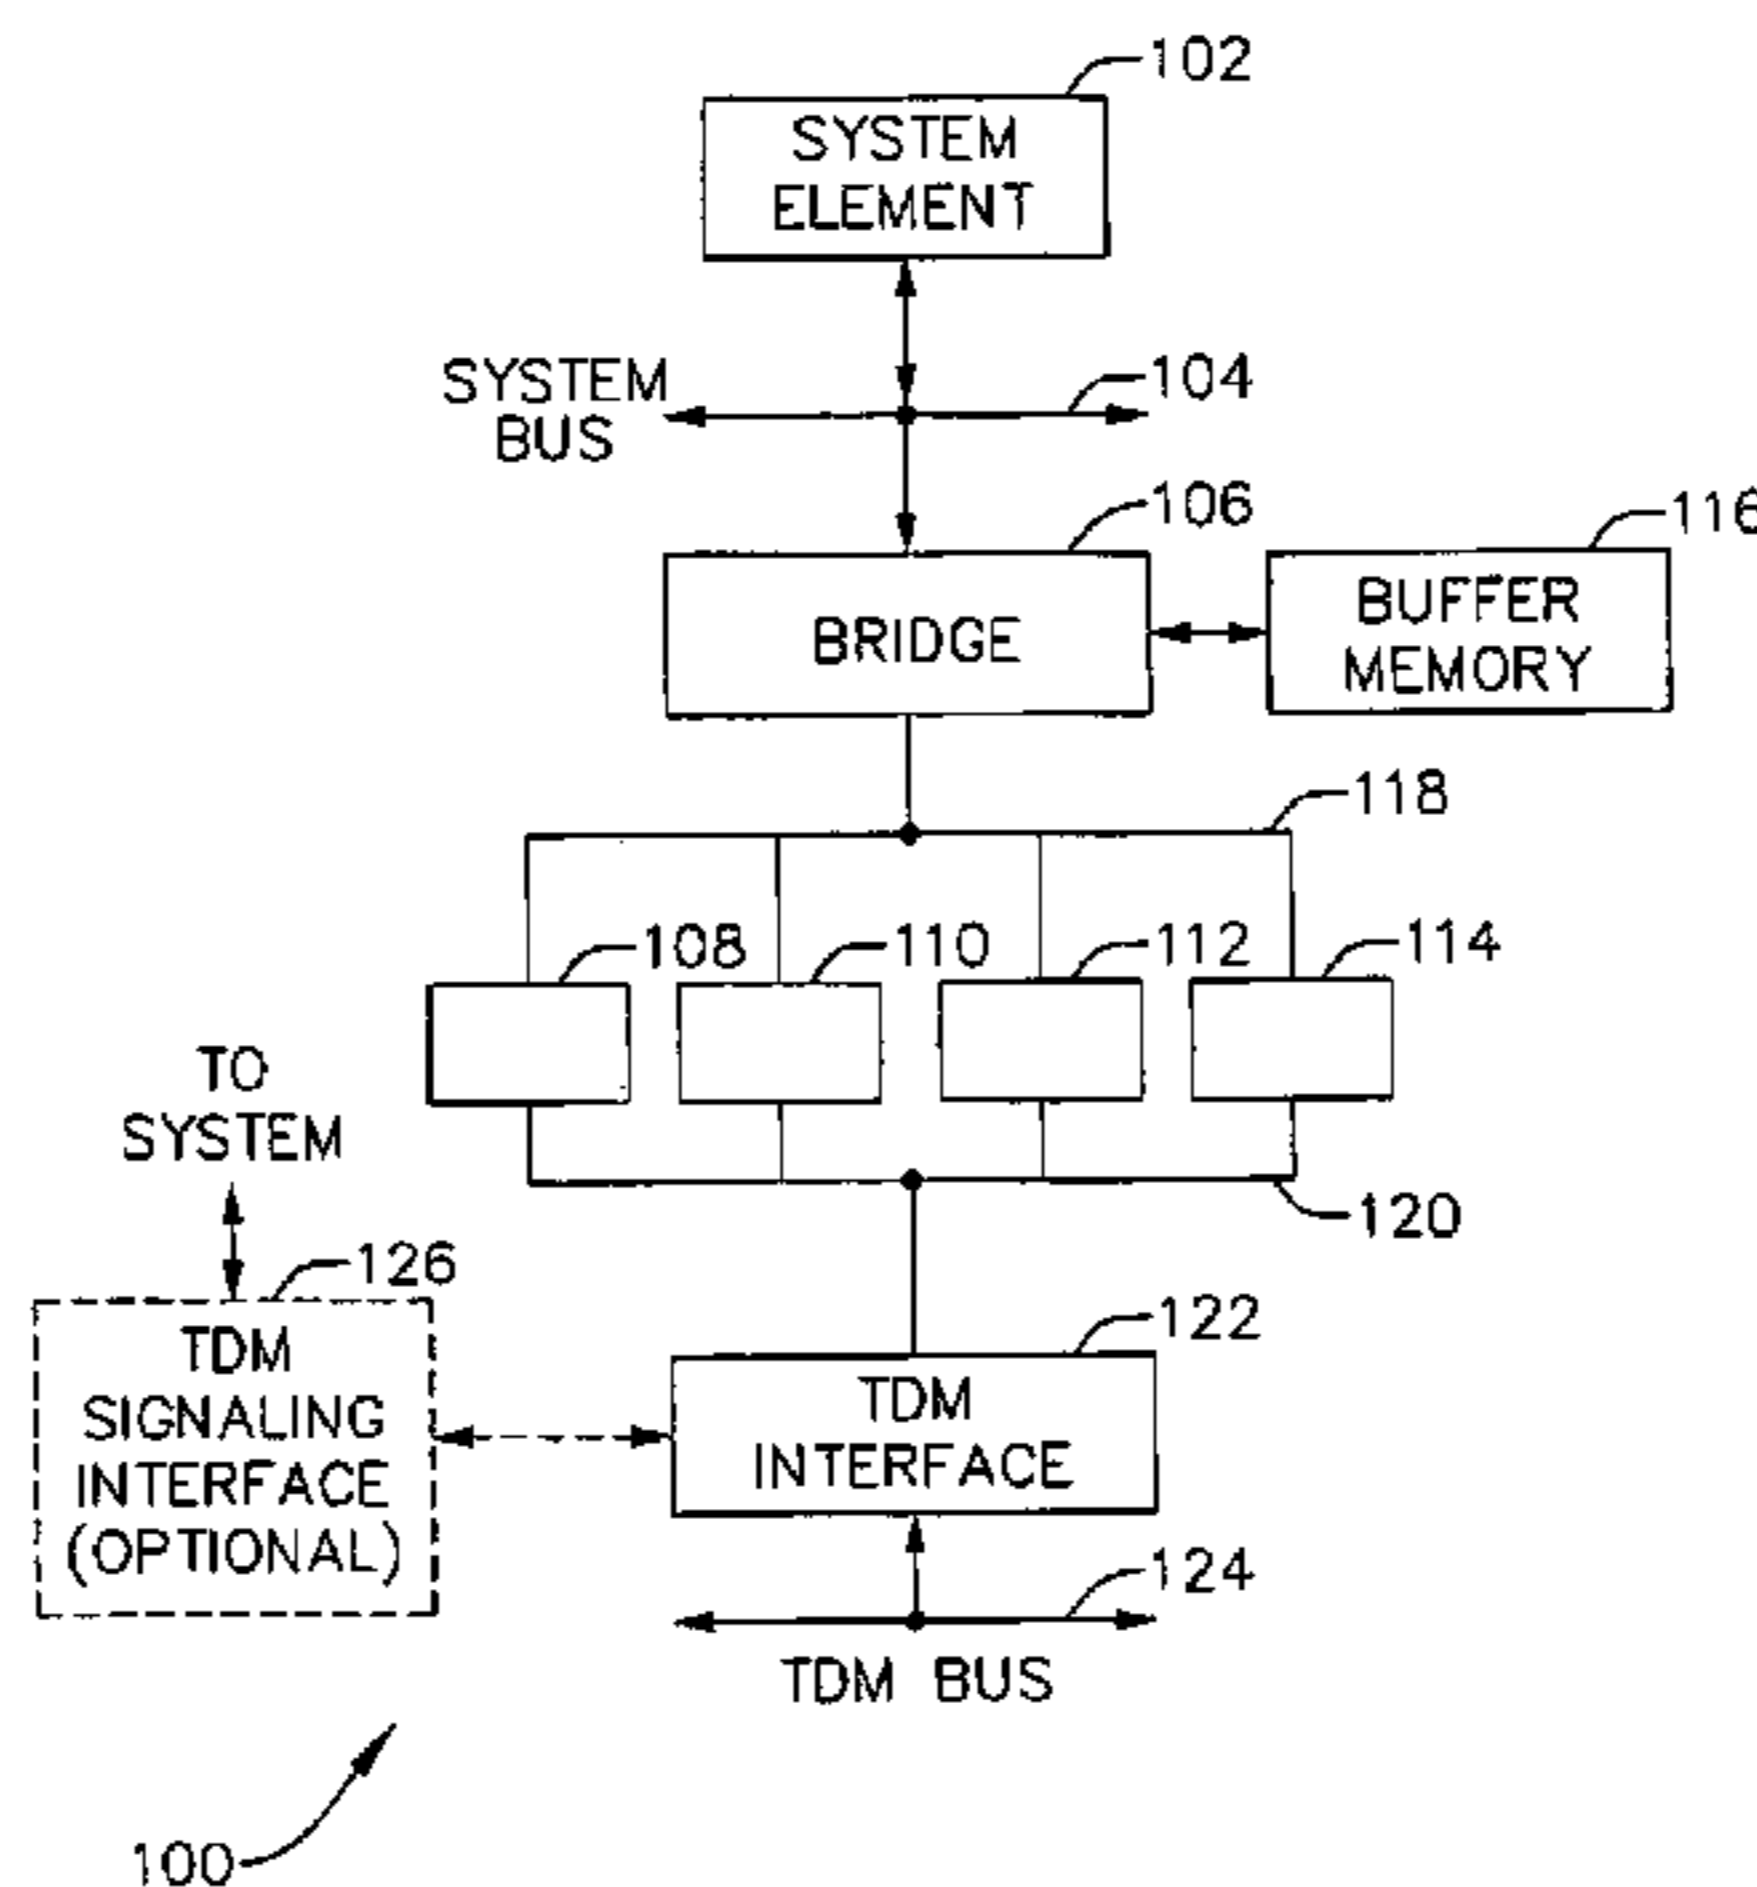 102
SYSTEM
ELEMENT
SYSTEM
BUS
104
106
116
BRIDGE
BUFFER
MEMORY
118
108
110
112
114
TO
SYSTEM
120
126
122
TDM
SIGNALING
INTERFACE
(OPTIONAL)
TDM
INTERFACE
124
TDM BUS
100